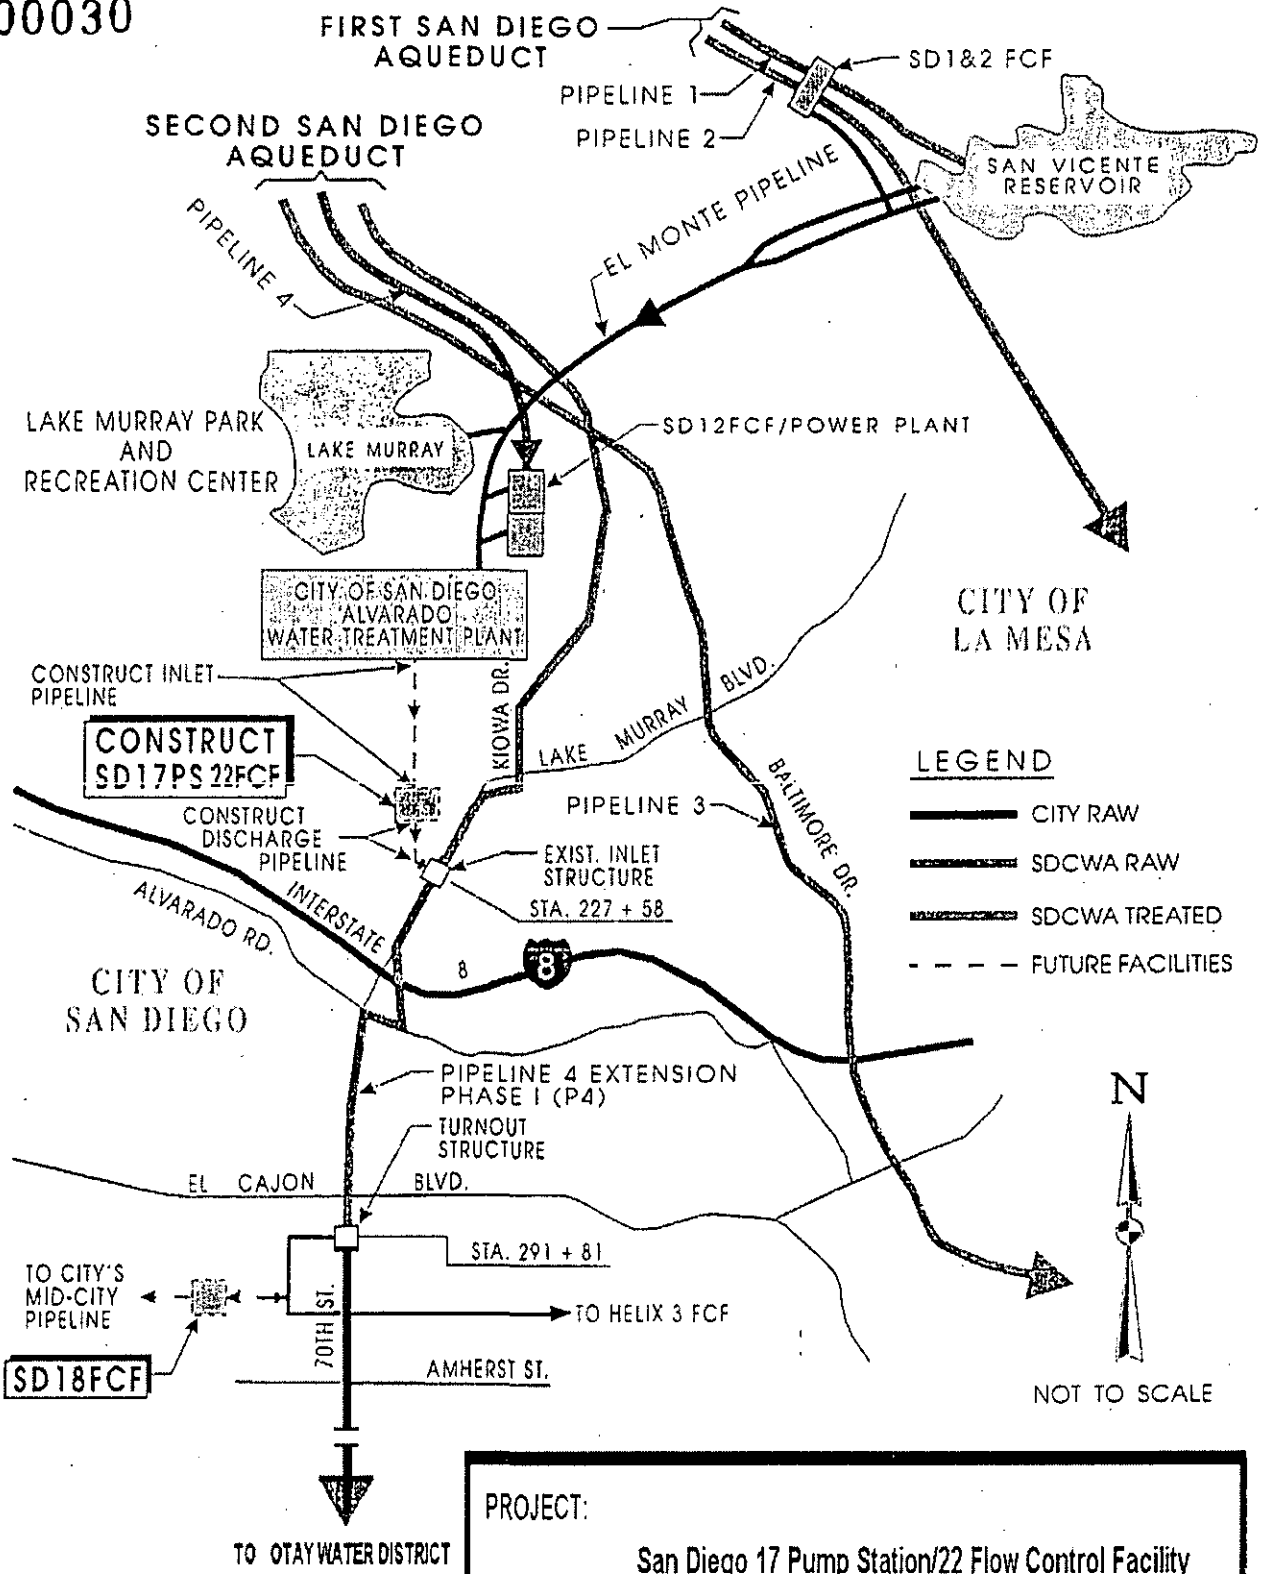 00030
FIRST SAN DIEGO
AQUEDUCT
SD1&2 FCF
PIPELINE 1
PIPELINE 2
SECOND SAN DIEGO
AQUEDUCT
SAN VICENTE
RESERVOIR
PIPELINE 4
EL MONTE PIPELINE
LAKE MURRAY PARK
AND
RECREATION CENTER
LAKE MURRAY
SD12FCF/POWER PLANT
CITY OF SAN DIEGO
ALVARADO
WATER TREATMENT PLANT
CITY OF
LA MESA
CONSTRUCT INLET
PIPELINE
KIOWA DR.
LAKE MURRAY BLVD.
CONSTRUCT
SD17PS 22FCF
BALTIMORE DR.
PIPELINE 3
CONSTRUCT
DISCHARGE
PIPELINE
EXIST. INLET
STRUCTURE
STA. 227 + 58
LEGEND
CITY RAW
SDCWA RAW
SDCWA TREATED
FUTURE FACILITIES
INTERSTATE 8
8
ALVARADO RD.
CITY OF
SAN DIEGO
PIPELINE 4 EXTENSION
PHASE I (P4)
TURNOUT
STRUCTURE
N
EL CAJON BLVD.
STA. 291 + 81
TO CITY'S
MID-CITY
PIPELINE
70TH ST.
TO HELIX 3 FCF
SD18FCF
AMHERST ST.
NOT TO SCALE
TO OTAY WATER DISTRICT
PROJECT:
San Diego 17 Pump Station/22 Flow Control Facility